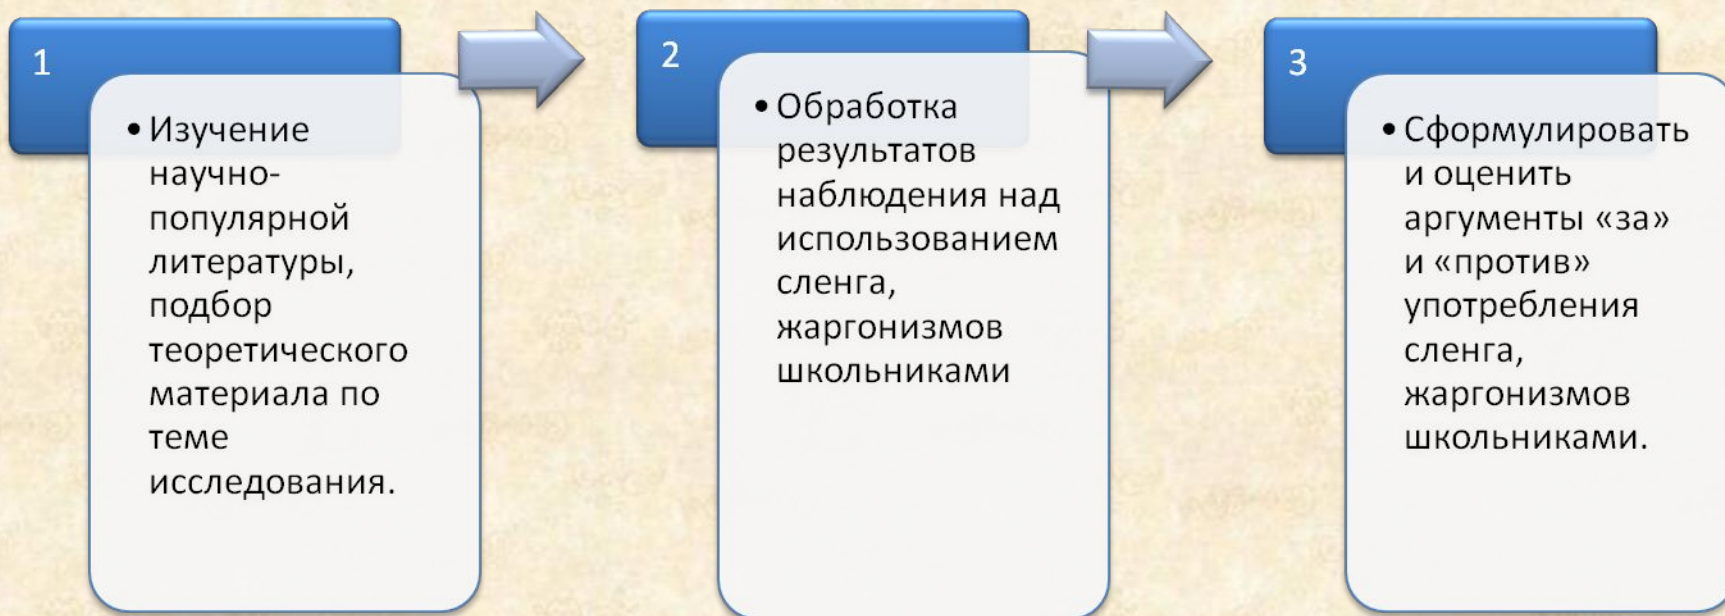 1
• Изучение
научно-
популярной
литературы,
подбор
теоретического
материала по
теме
исследования.
2
• Обработка
результатов
наблюдения над
использованием
сленга,
жаргонизмов
школьниками
3
• Сформулировать
и оценить
аргументы «за»
и «против»
употребления
сленга,
жаргонизмов
школьниками.